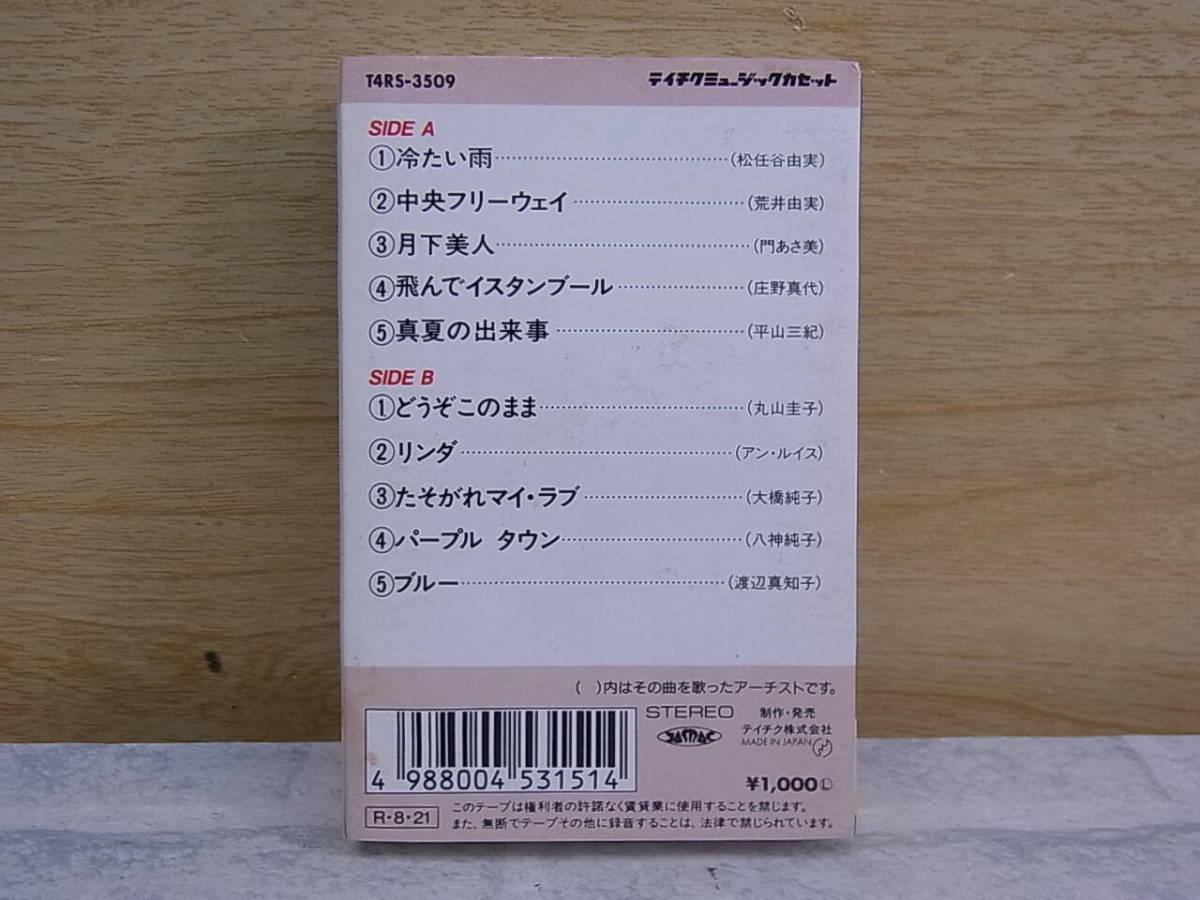 T4RS-3509 テイチクミュージックカセット
SIDE A
①冷たい雨……………………………(松任谷由実)
②中央フリーウェイ……………………(荒井由実)
③月下美人………………………………(門あさ美)
④飛んでイスタンブール………………(庄野真代)
⑤真夏の出来事…………………………(平山三紀)
SIDE B
①どうぞこのまま………………………(丸山圭子)
②リンダ…………………………………(アン・ルイス)
③たそがれマイ・ラブ…………………(大橋純子)
④パープル タウン………………………(八神純子)
⑤ブルー…………………………………(渡辺真知子)
( )内はその曲を歌ったアーチストです。
STEREO
JASRAC
制作・発売
テイチク株式会社
MADE IN JAPAN
4 988004 531514
¥1,000Ⓛ
R・8・21
このテープは権利者の許諾なく賃貸業に使用することを禁じます。
また、無断でテープその他に録音することは、法律で禁じられています。